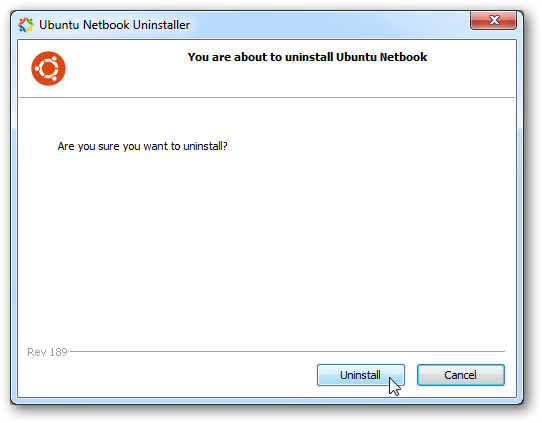 Ubuntu Netbook Uninstaller
You are about to uninstall Ubuntu Netbook
Are you sure you want to uninstall?
Rev 189
Uninstall
Cancel